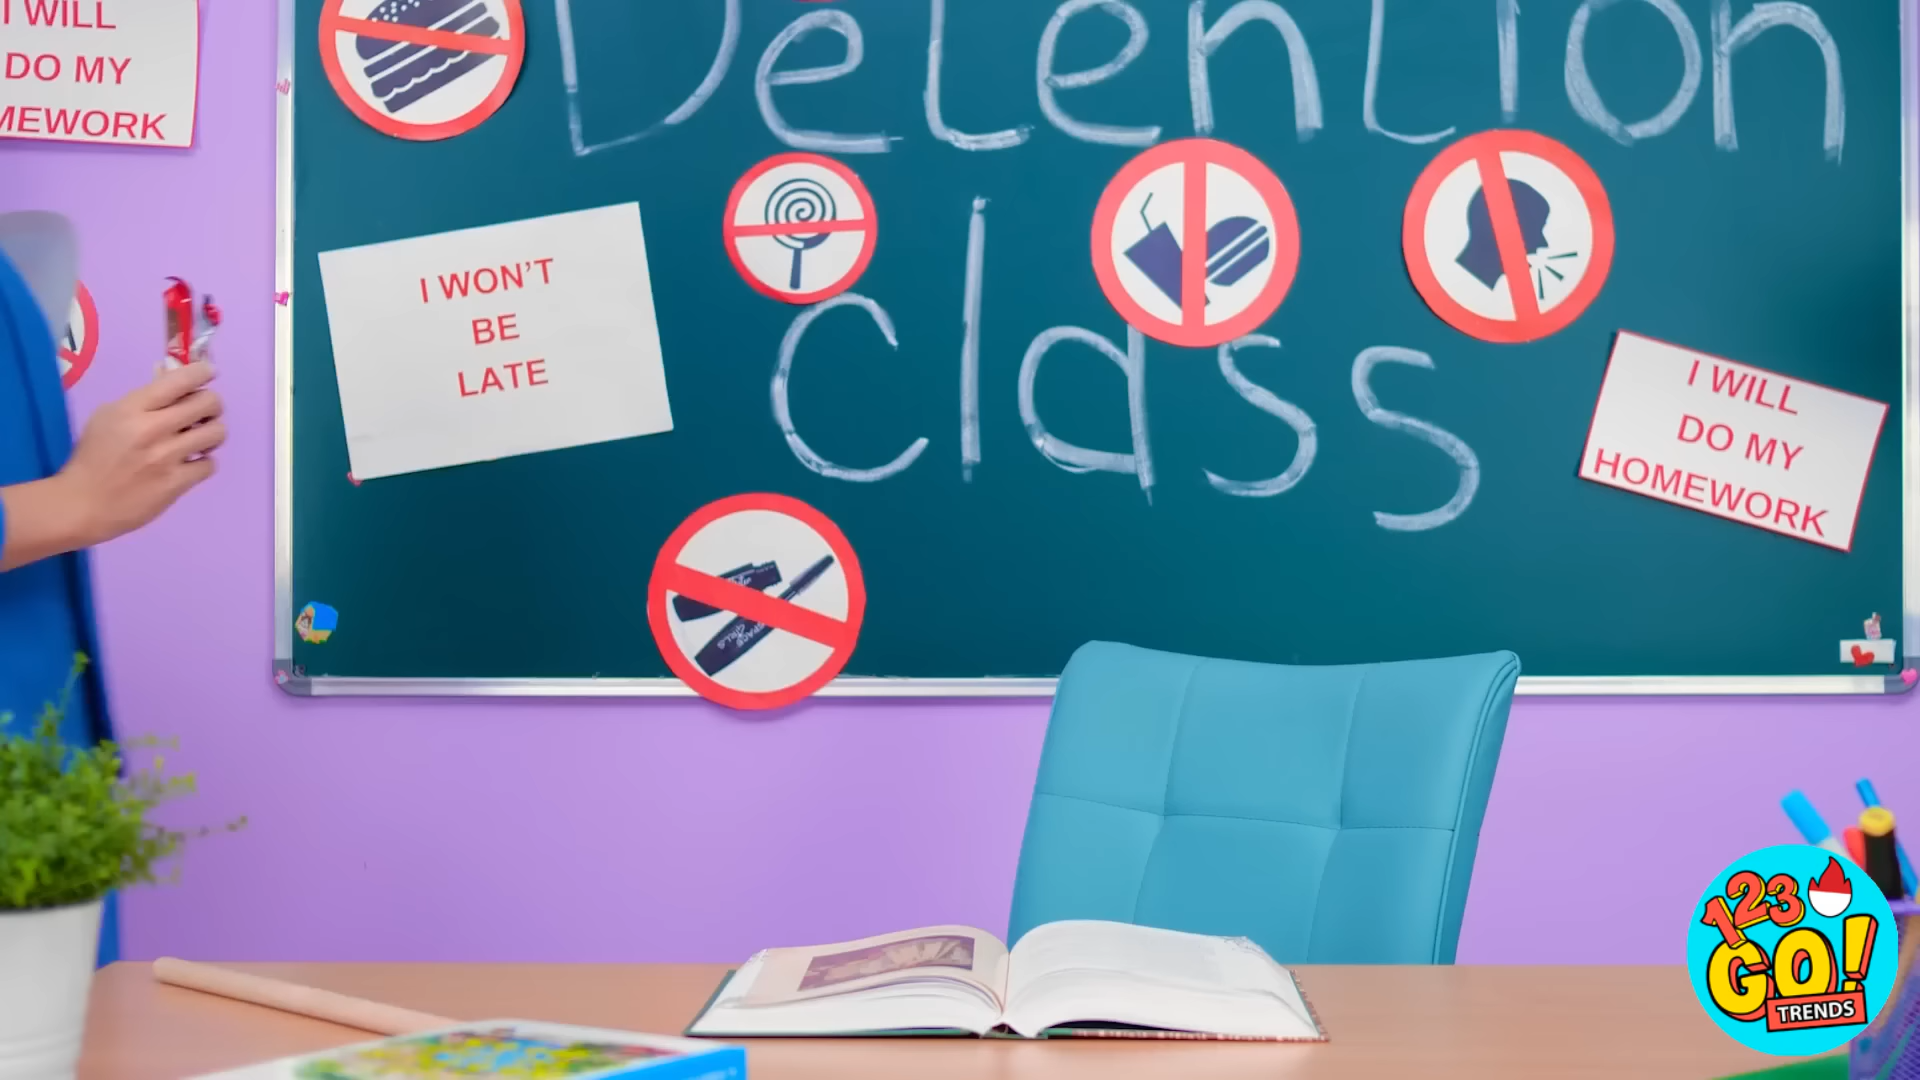 I WILL
DO MY
MEWORK
Detention
Class
I WON'T
BE
LATE
I WILL
DO MY
HOMEWORK
123
GO!
TRENDS